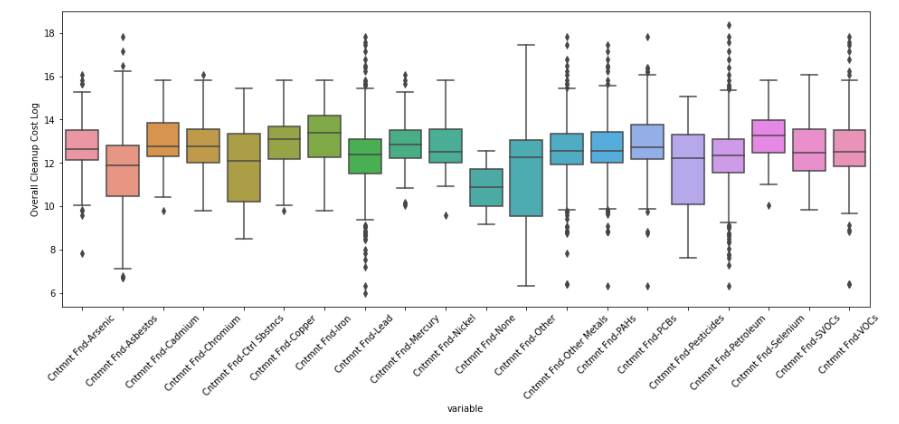 18
16
14
12
10
8
6
Overall Cleanup Cost Log
Cntmnt Fnd-Arsenic
Cntmnt Fnd-Asbestos
Cntmnt Fnd-Cadmium
Cntmnt Fnd-Chromium
Cntmnt Fnd-Ctrl Sbstncs
Cntmnt Fnd-Copper
Cntmnt Fnd-Iron
Cntmnt Fnd-Lead
Cntmnt Fnd-Mercury
Cntmnt Fnd-Nickel
Cntmnt Fnd-None
Cntmnt Fnd-Other
Cntmnt Fnd-Other Metals
Cntmnt Fnd-PAHs
Cntmnt Fnd-PCBs
Cntmnt Fnd-Pesticides
Cntmnt Fnd-Petroleum
Cntmnt Fnd-Selenium
Cntmnt Fnd-SVOCs
Cntmnt Fnd-VOCs
variable